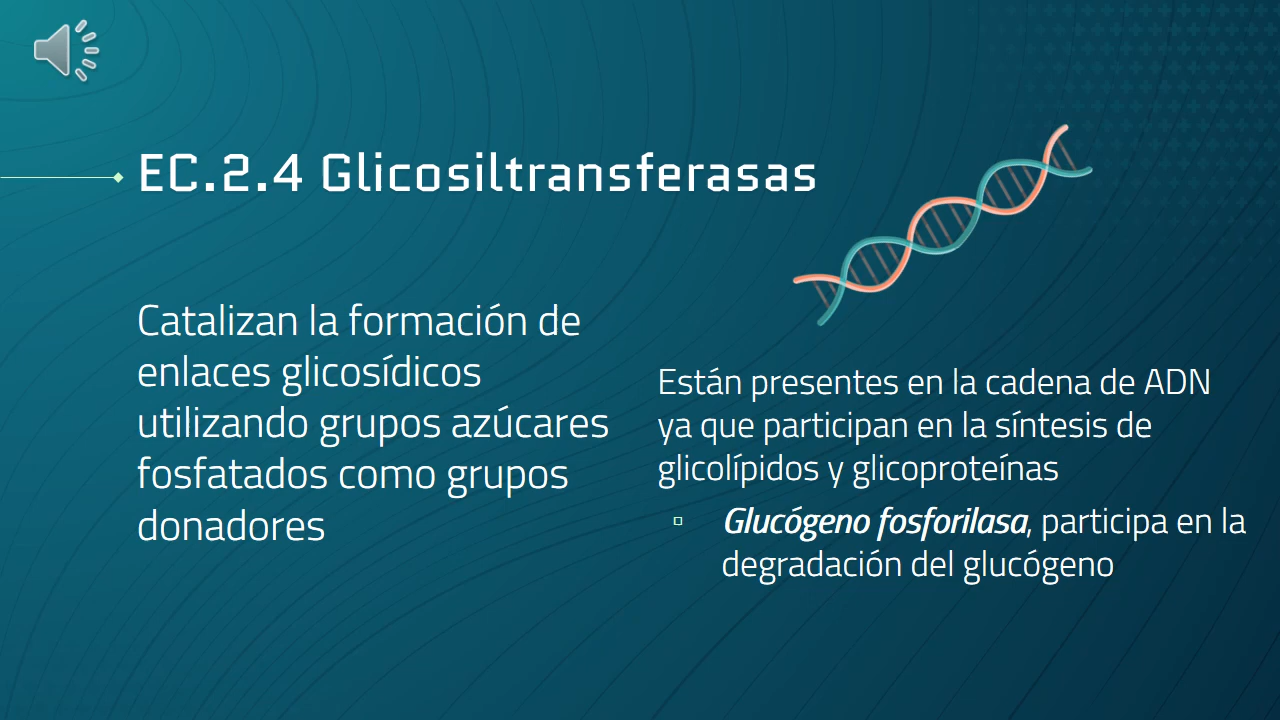 EC.2.4 Glicosiltransferasas
Catalizan la formación de
enlaces glicosídicos
utilizando grupos azúcares
fosfatados como grupos
donadores
Están presentes en la cadena de ADN
ya que participan en la síntesis de
glicolípidos y glicoproteínas
▫ Glucógeno fosforilasa, participa en la
degradación del glucógeno